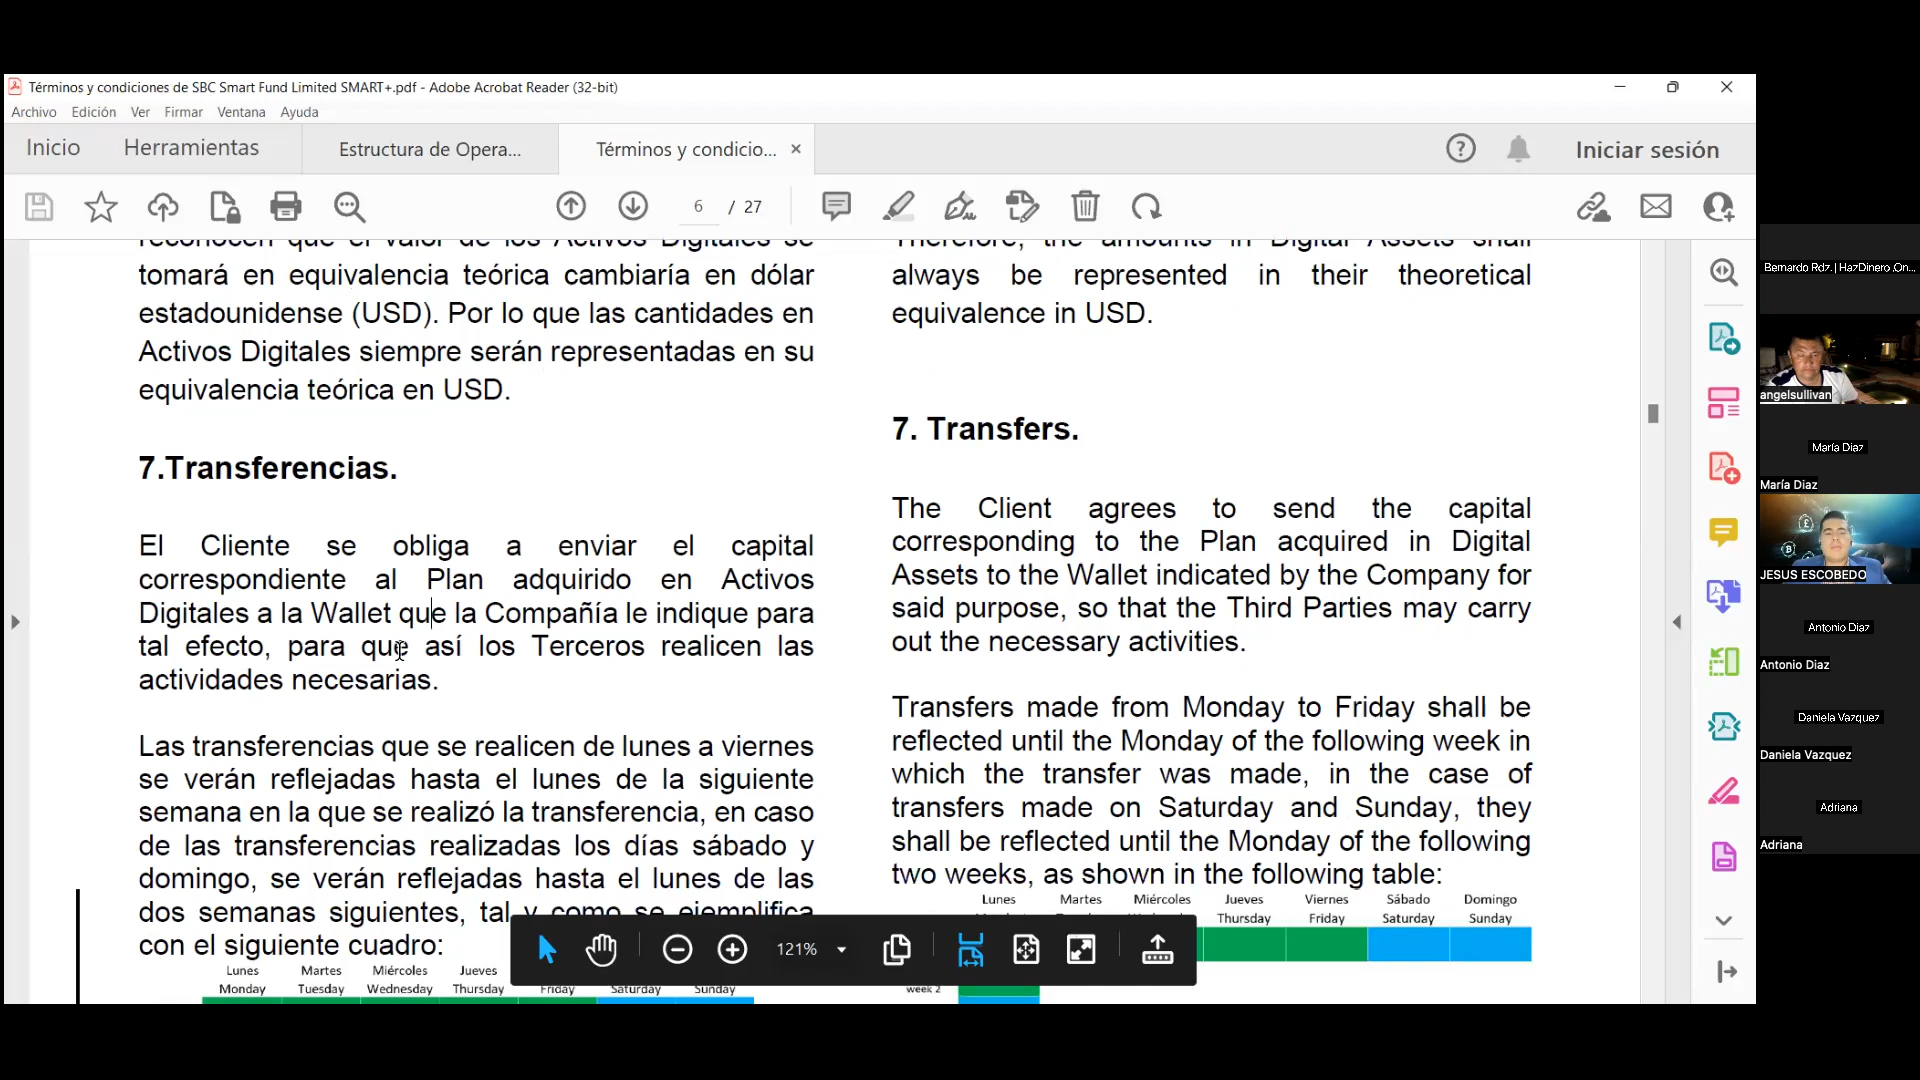 Términos y condiciones de SBC Smart Fund Limited SMART+.pdf - Adobe Acrobat Reader (32-bit)
Archivo Edición Ver Firmar Ventana Ayuda
Inicio Herramientas Estructura de Opera... Términos y condicio... Iniciar sesión
6 / 27
reconocen que el valor de los Activos Digitales se
tomará en equivalencia teórica cambiaría en dólar
estadounidense (USD). Por lo que las cantidades en
Activos Digitales siempre serán representadas en su
equivalencia teórica en USD.
7.Transferencias.
El Cliente se obliga a enviar el capital
correspondiente al Plan adquirido en Activos
Digitales a la Wallet que la Compañía le indique para
tal efecto, para que así los Terceros realicen las
actividades necesarias.
Las transferencias que se realicen de lunes a viernes
se verán reflejadas hasta el lunes de la siguiente
semana en la que se realizó la transferencia, en caso
de las transferencias realizadas los días sábado y
domingo, se verán reflejadas hasta el lunes de las
dos semanas siguientes, tal y como se ejemplifica
con el siguiente cuadro:
Lunes Martes Miércoles Jueves
Monday Tuesday Wednesday Thursday Friday Saturday Sunday
Therefore, the amounts in Digital Assets shall
always be represented in their theoretical
equivalence in USD.
7. Transfers.
The Client agrees to send the capital
corresponding to the Plan acquired in Digital
Assets to the Wallet indicated by the Company for
said purpose, so that the Third Parties may carry
out the necessary activities.
Transfers made from Monday to Friday shall be
reflected until the Monday of the following week in
which the transfer was made, in the case of
transfers made on Saturday and Sunday, they
shall be reflected until the Monday of the following
two weeks, as shown in the following table:
Lunes Martes Miércoles Jueves Viernes Sábado Domingo
Thursday Friday Saturday Sunday
week 2
121%
Bernardo Rdz. | HazDinero .On...
angelsullivan
María Diaz
María Diaz
JESUS ESCOBEDO
Antonio Diaz
Antonio Diaz
Daniela Vazquez
Daniela Vazquez
Adriana
Adriana